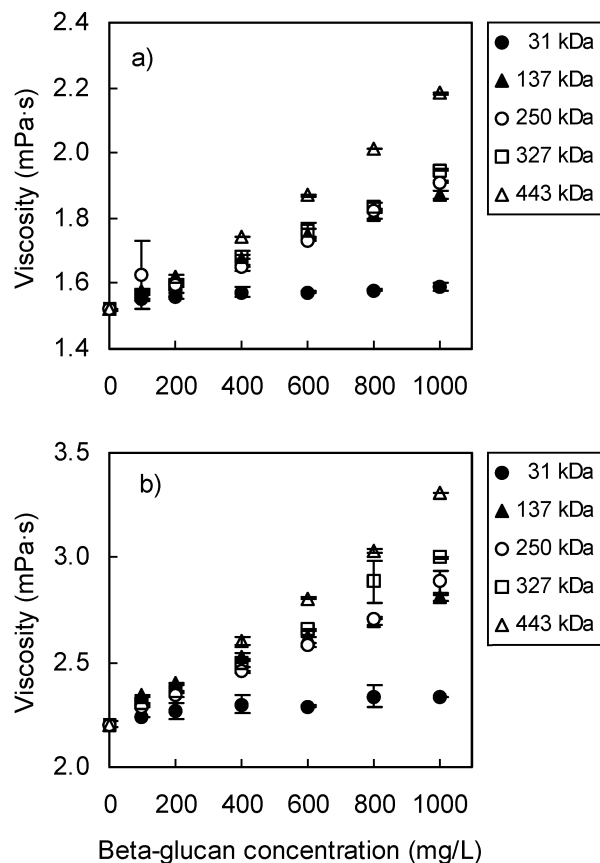 a)
Viscosity (mPa·s)
2.4
2.2
2.0
1.8
1.6
1.4
0 200 400 600 800 1000
31 kDa
137 kDa
250 kDa
327 kDa
443 kDa
b)
Viscosity (mPa·s)
3.5
3.0
2.5
2.0
0 200 400 600 800 1000
Beta-glucan concentration (mg/L)
31 kDa
137 kDa
250 kDa
327 kDa
443 kDa